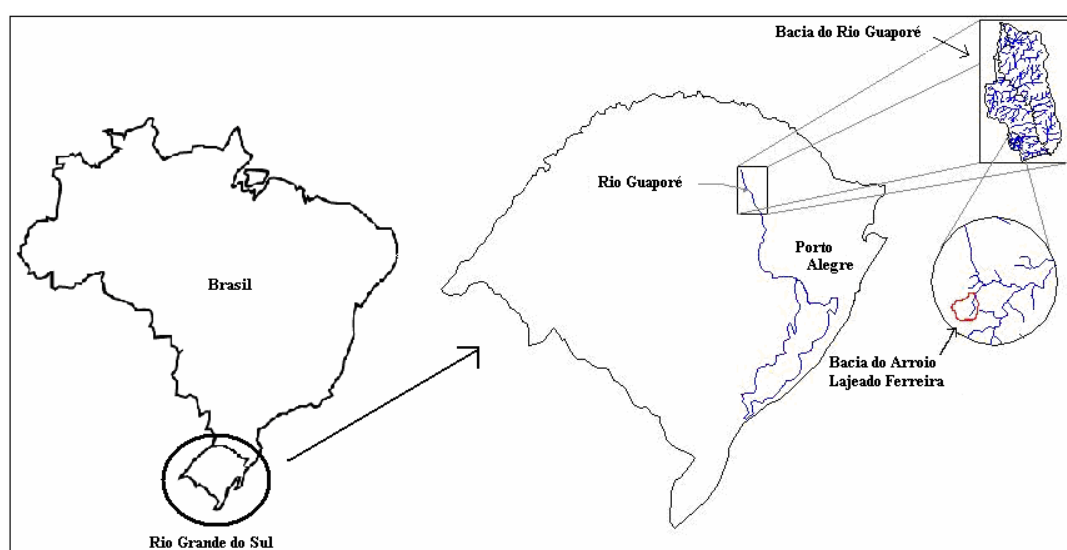 Bacia do Rio Guaporé
Rio Guaporé
Porto
Alegre
Brasil
Bacia do Arroio
Lajeado Ferreira
Rio Grande do Sul